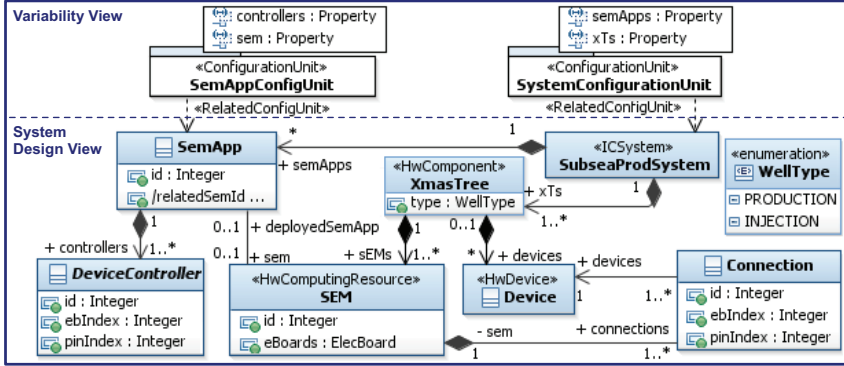 Variability View
controllers : Property
sem : Property
semApps : Property
xTs : Property
«ConfigurationUnit»
SemAppConfigUnit
«ConfigurationUnit»
SystemConfigurationUnit
«RelatedConfigUnit»
«RelatedConfigUnit»
System
Design View
SemApp
id : Integer
/relatedSemId ...
*
1
+ semApps
«ICSystem»
SubseaProdSystem
«enumeration»
WellType
PRODUCTION
INJECTION
«HwComponent»
XmasTree
type : WellType
+ xTs
1
1..*
1
+ controllers
1..*
0..1
+ deployedSemApp
0..1
+ sem
1
+ sEMs
1..*
0..1
*
+ devices
+ devices
1
1..*
DeviceController
id : Integer
ebIndex : Integer
pinIndex : Integer
«HwComputingResource»
SEM
id : Integer
eBoards : ElecBoard
«HwDevice»
Device
Connection
id : Integer
ebIndex : Integer
pinIndex : Integer
- sem
1
+ connections
1..*